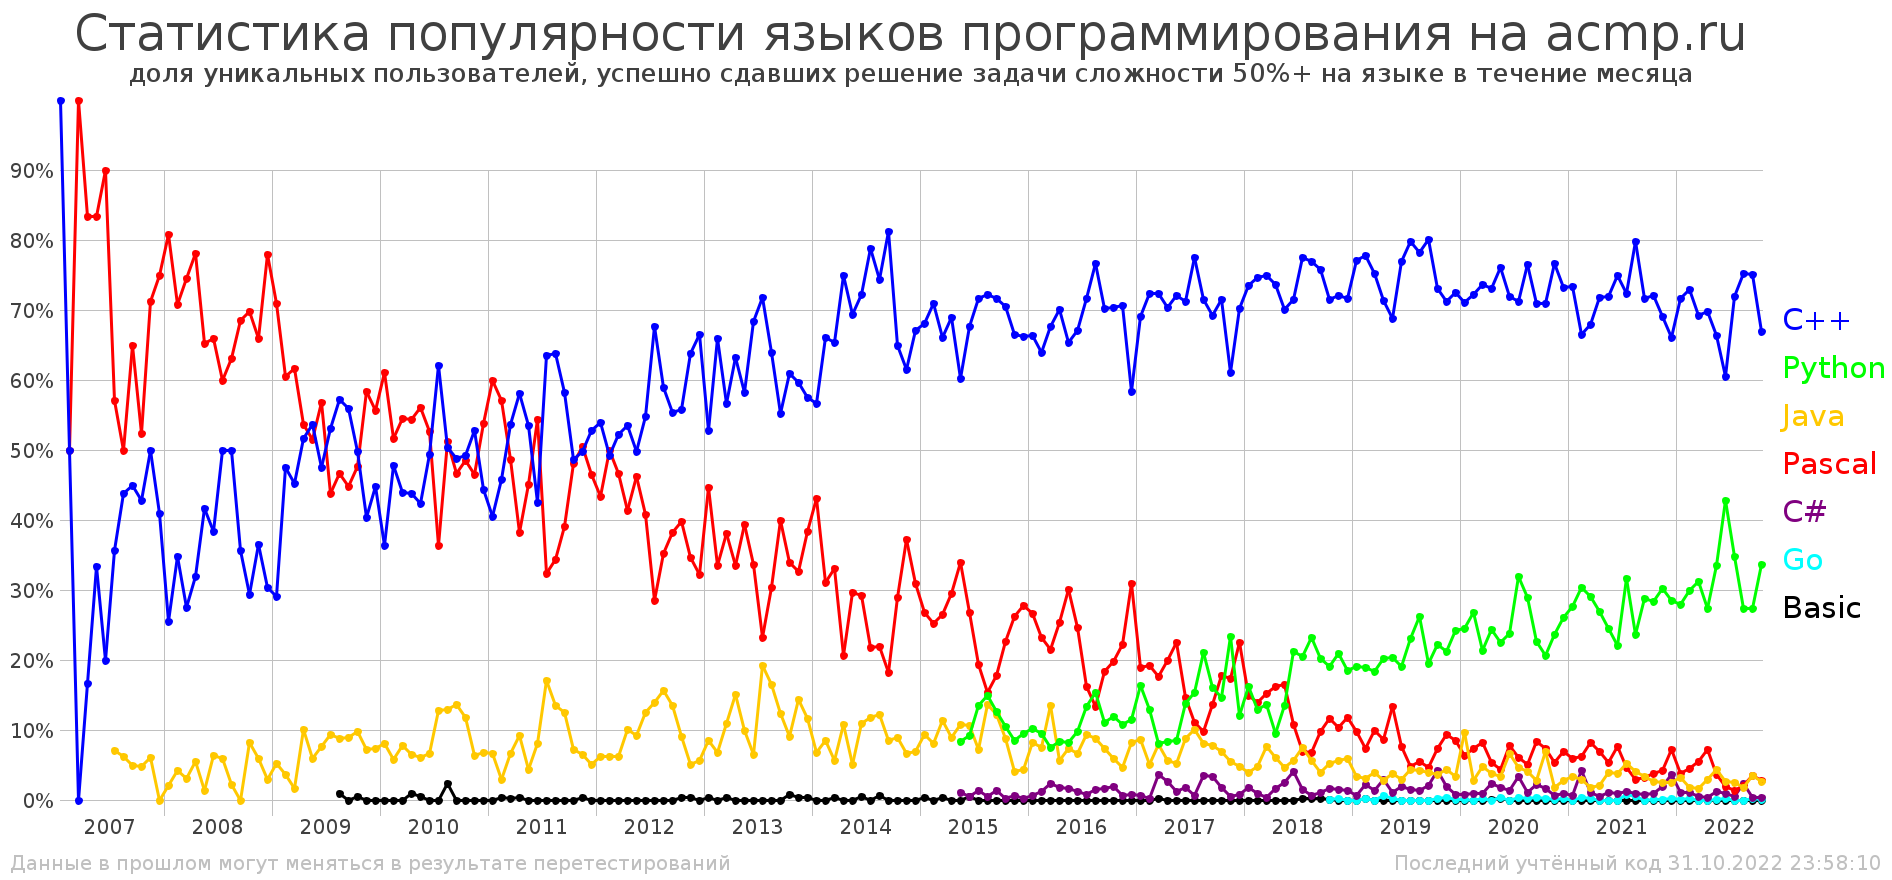 Статистика популярности языков программирования на acmp.ru
доля уникальных пользователей, успешно сдавших решение задачи сложности 50%+ на языке в течение месяца
90%
80%
70%
60%
50%
40%
30%
20%
10%
0%
C++
Python
Java
Pascal
C#
Go
Basic
2007 2008 2009 2010 2011 2012 2013 2014 2015 2016 2017 2018 2019 2020 2021 2022
Данные в прошлом могут меняться в результате перетестирований
Последний учтённый код 31.10.2022 23:58:10